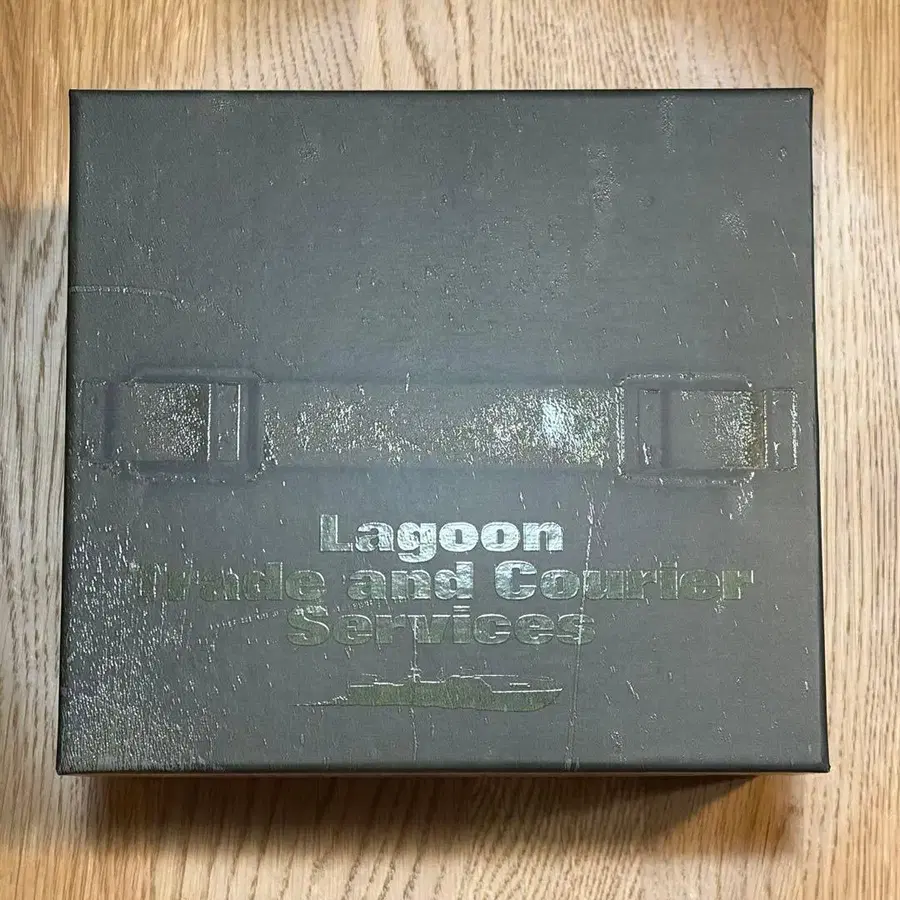 Lagoon
Trade and Courier
Services